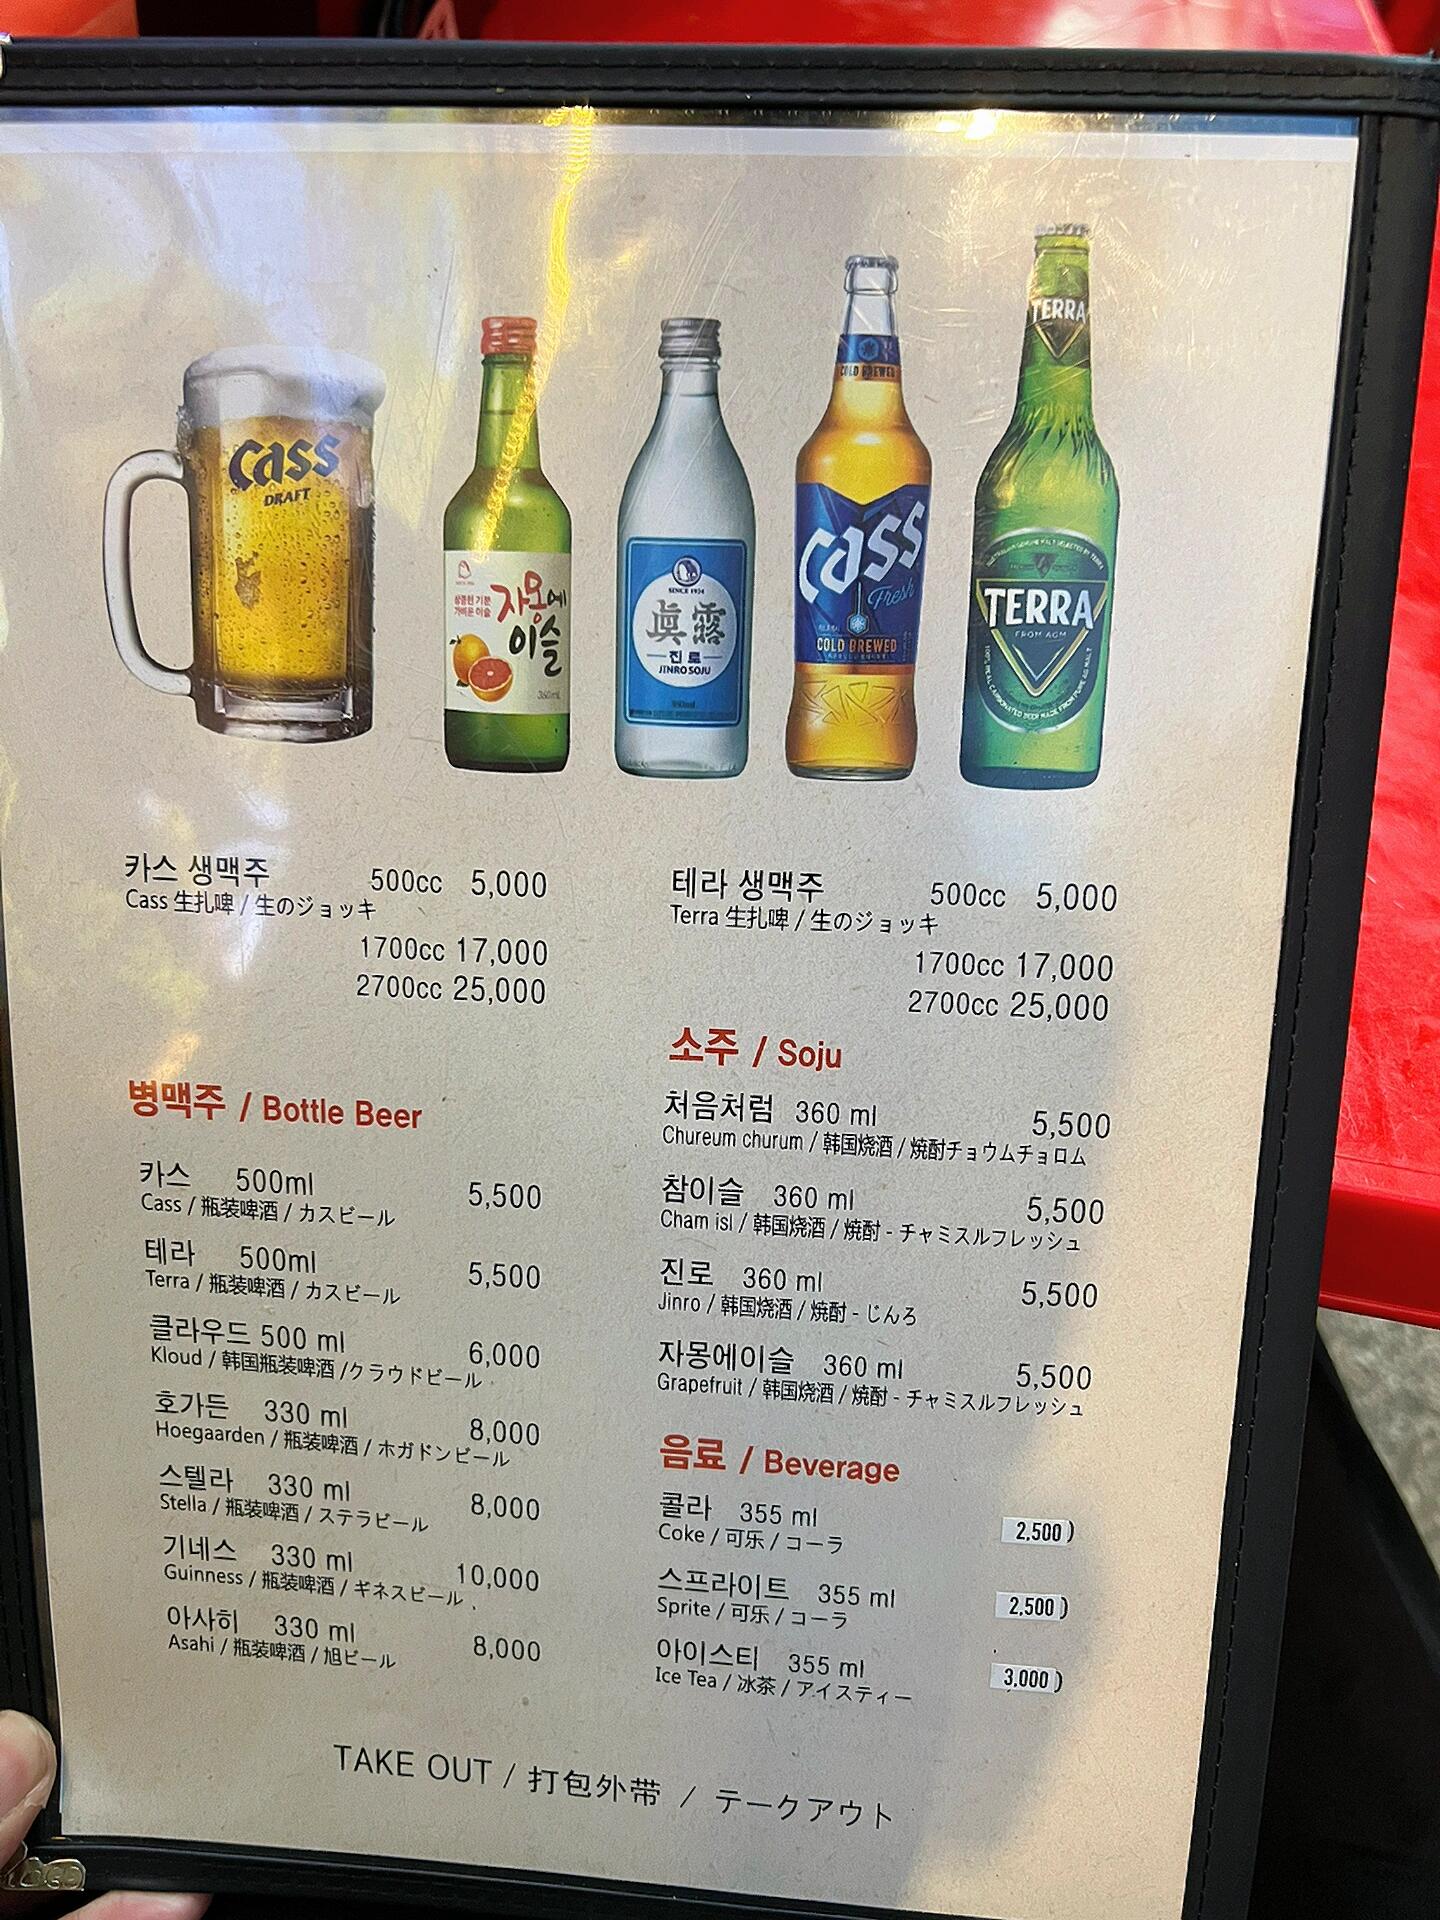 Cass
DRAFT
상큼한 기분
가벼운 이슬
자몽에
이슬
360mL
SINCE 1924
眞露
진로
JINRO SOJU
COLD BREWED
Cass
Fresh
COLD BREWED
TERRA
TERRA
FROM AGM
카스 생맥주 500cc 5,000
Cass 生扎啤 / 生のジョッキ
1700cc 17,000
2700cc 25,000
병맥주 / Bottle Beer
카스 500ml 5,500
Cass / 瓶装啤酒 / カスビール
테라 500ml 5,500
Terra / 瓶装啤酒 / カスビール
클라우드 500 ml 6,000
Kloud / 韩国瓶装啤酒 /クラウドビール
호가든 330 ml 8,000
Hoegaarden / 瓶装啤酒 / ホガドンビール
스텔라 330 ml 8,000
Stella / 瓶装啤酒 / ステラビール
기네스 330 ml 10,000
Guinness / 瓶装啤酒 / ギネスビール
아사히 330 ml 8,000
Asahi / 瓶装啤酒 / 旭ビール
테라 생맥주 500cc 5,000
Terra 生扎啤 / 生のジョッキ
1700cc 17,000
2700cc 25,000
소주 / Soju
처음처럼 360 ml 5,500
Chureum churum / 韩国烧酒 / 焼酎チョウムチョロム
참이슬 360 ml 5,500
Cham isl / 韩国烧酒 / 焼酎 - チャミスルフレッシュ
진로 360 ml 5,500
Jinro / 韩国烧酒 / 焼酎 - じんろ
자몽에이슬 360 ml 5,500
Grapefruit / 韩国烧酒 / 焼酎 - チャミスルフレッシュ
음료 / Beverage
콜라 355 ml 2,500
Coke / 可乐 / コーラ
스프라이트 355 ml 2,500
Sprite / 可乐 / コーラ
아이스티 355 ml 3,000
Ice Tea / 冰茶 / アイスティー
TAKE OUT / 打包外带 / テークアウト